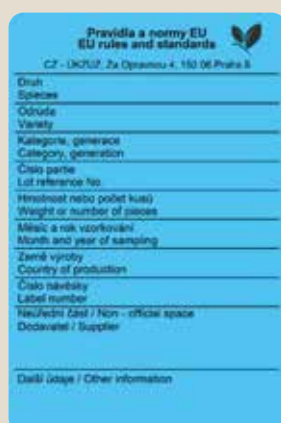 Pravidla a normy EU
EU rules and standards
CZ - ÚKZÚZ, Za Opravnou 4, 150 06 Praha 5
Druh
Spieces
Odrůda
Variety
Kategorie, generace
Category, generation
Číslo partie
Lot reference No.
Hmotnost nebo počet kusů
Weight or number of pieces
Měsíc a rok vzorkování
Month and year of sampling
Země výroby
Country of production
Číslo návěsky
Label number
Neúřední část / Non - official space
Dodavatel / Supplier
Další údaje / Other information